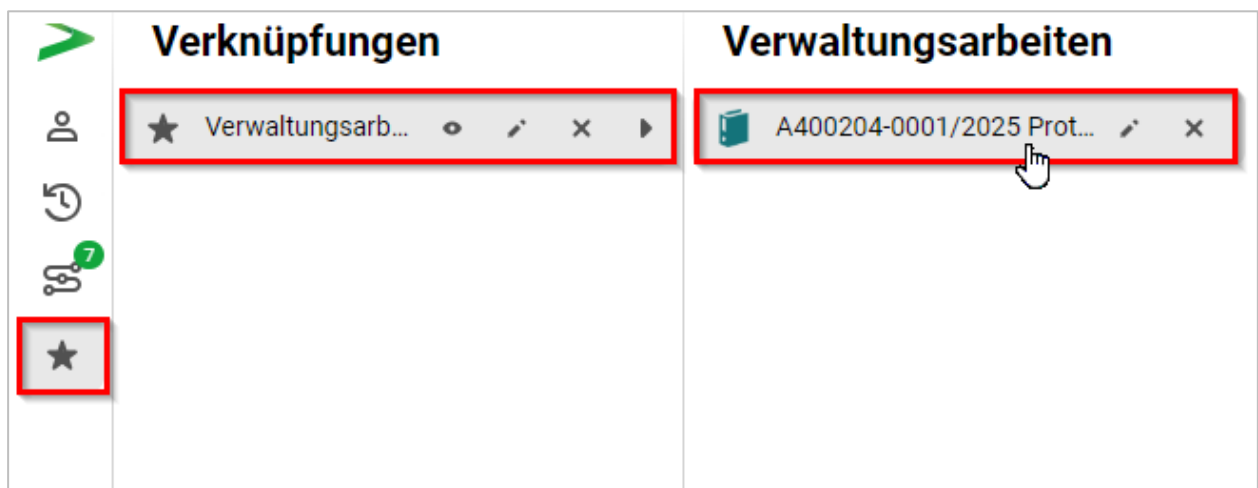 Verknüpfungen
Verwaltungsarbeiten
Verwaltungsarb...
A400204-0001/2025 Prot...
7